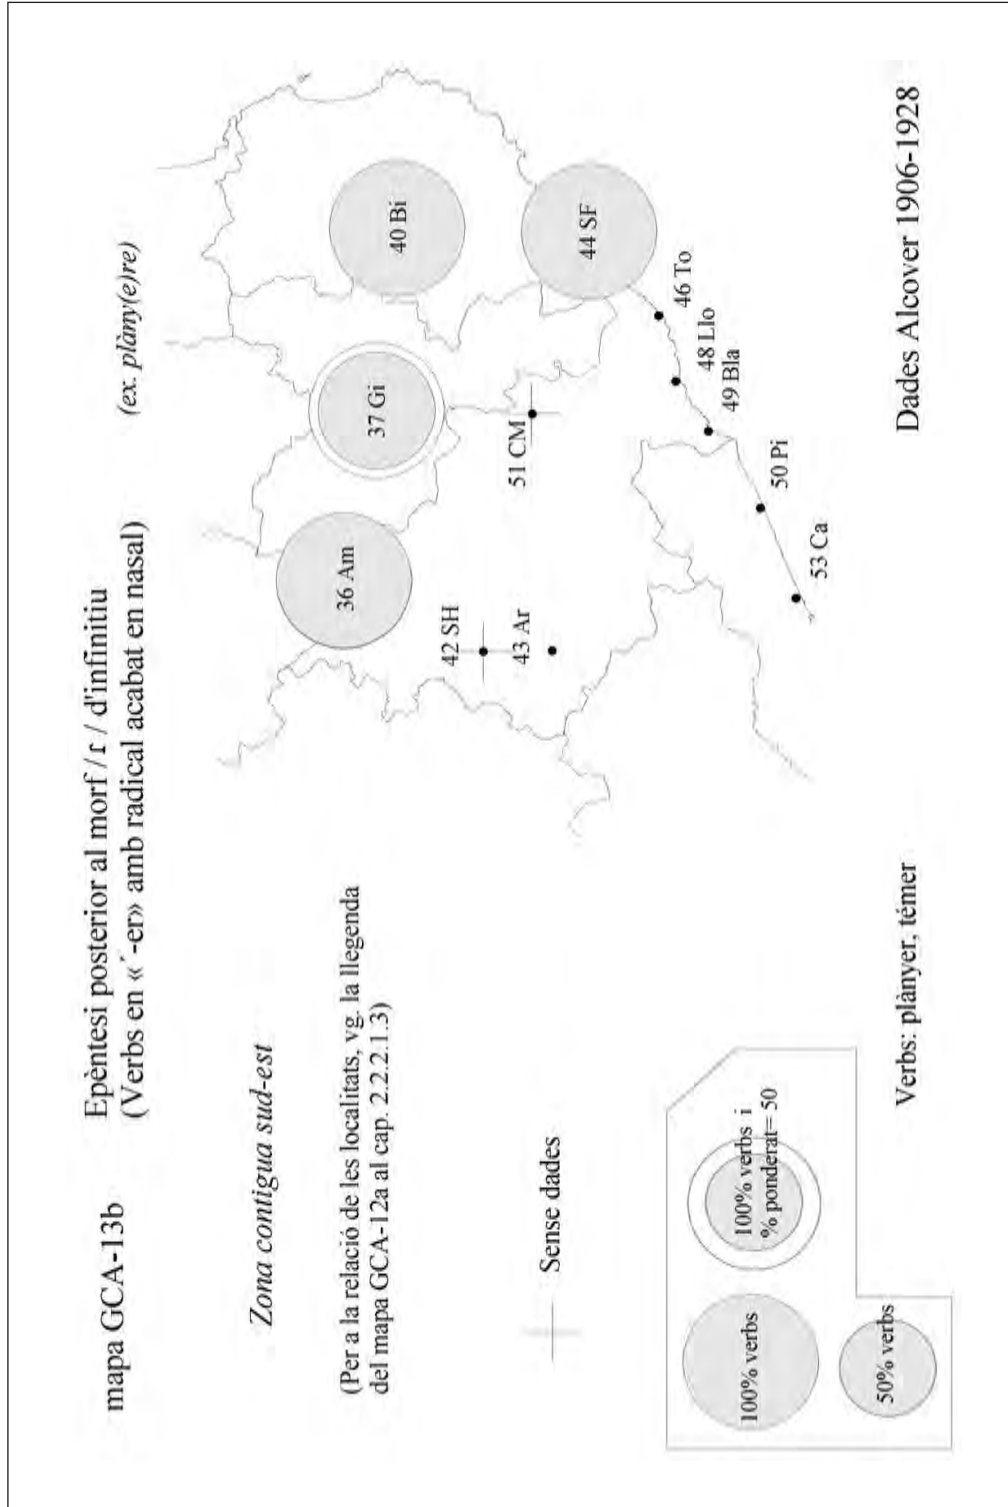 mapa GCA-13b
Epèntesi posterior al morf / ɾ / d'infinitiu
(Verbs en «´-er» amb radical acabat en nasal)
(ex. plàny(e)re)
Zona contigua sud-est
(Per a la relació de les localitats, vg. la llegenda
del mapa GCA-12a al cap. 2.2.2.1.3)
Sense dades
36 Am
37 Gi
40 Bi
42 SH
43 Ar
51 CM
44 SF
46 To
48 Llo
49 Bla
50 Pi
53 Ca
100% verbs
100% verbs i
% ponderat= 50
50% verbs
Verbs: plànyer, témer
Dades Alcover 1906-1928